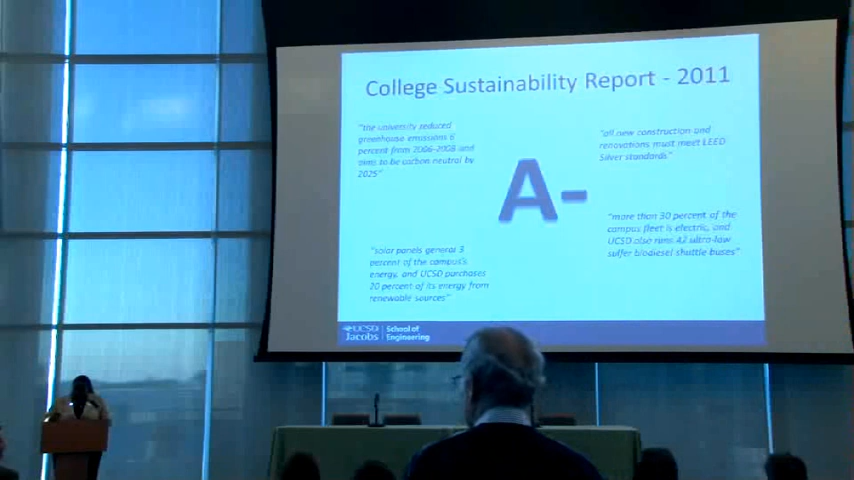 College Sustainability Report - 2011
"the university reduced
greenhouse emissions 6
percent from 2006-2008 and
aims to be carbon neutral by
2025"
"all new construction and
renovations must meet LEED
Silver standards"
A-
"more than 30 percent of the
campus fleet is electric, and
UCSD also runs 42 ultra-low
sulfer biodiesel shuttle buses"
"solar panels general 3
percent of the campus's
energy, and UCSD purchases
20 percent of its energy from
renewable sources"
UCSD
Jacobs
School of
Engineering